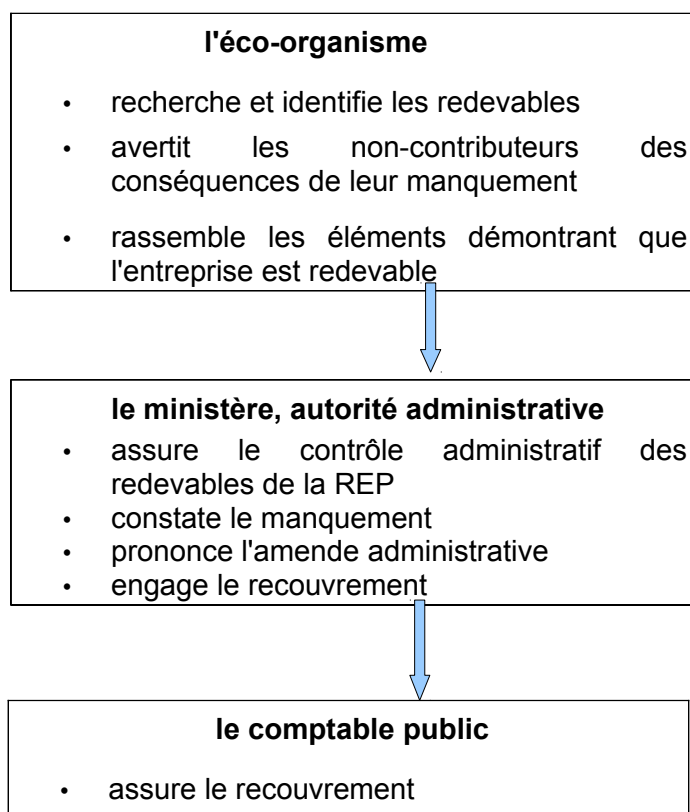 l'éco-organisme
• recherche et identifie les redevables
• avertit les non-contributeurs des
conséquences de leur manquement
• rassemble les éléments démontrant que
l'entreprise est redevable
le ministère, autorité administrative
• assure le contrôle administratif des
redevables de la REP
• constate le manquement
• prononce l'amende administrative
• engage le recouvrement
le comptable public
• assure le recouvrement